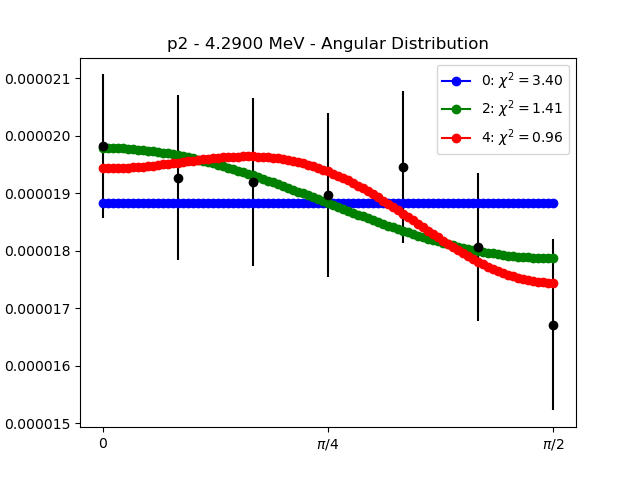 p2 - 4.2900 MeV - Angular Distribution
0: χ² = 3.40
2: χ² = 1.41
4: χ² = 0.96
0.000021
0.000020
0.000019
0.000018
0.000017
0.000016
0.000015
0
π/4
π/2